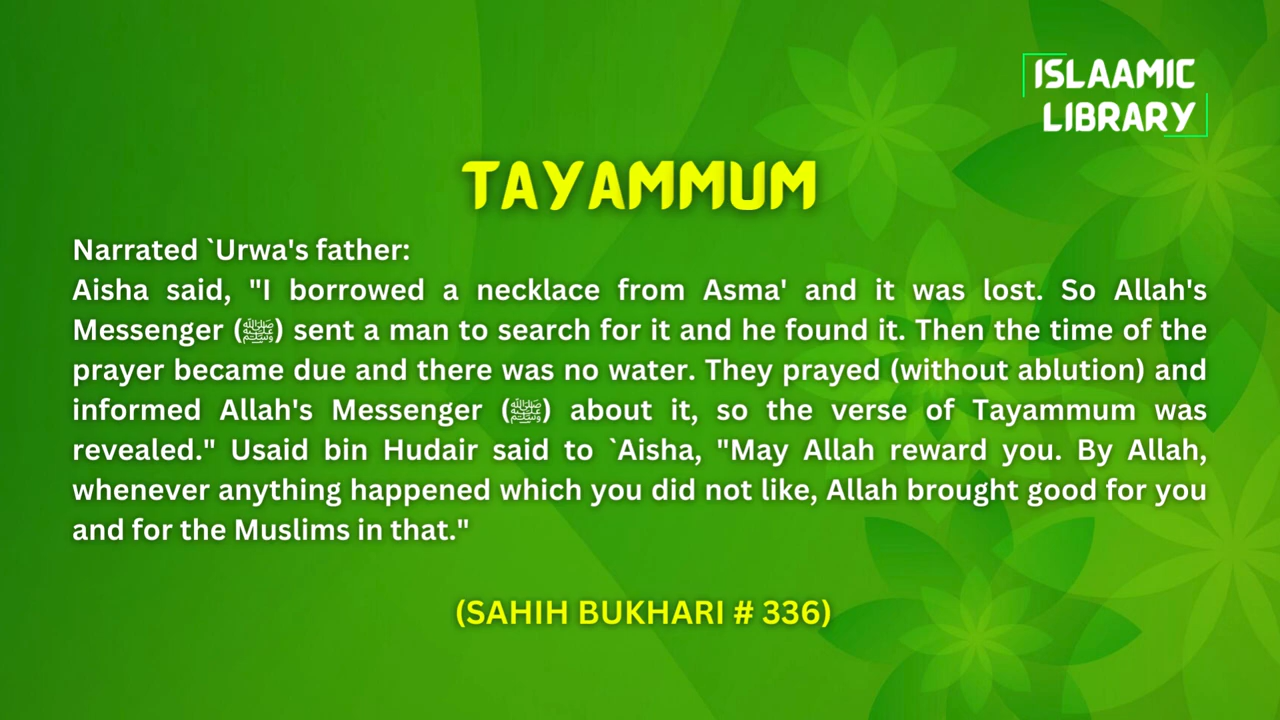 ISLAAMIC
LIBRARY
TAYAMMUM
Narrated `Urwa's father:
Aisha said, "I borrowed a necklace from Asma' and it was lost. So Allah's
Messenger (ﷺ) sent a man to search for it and he found it. Then the time of the
prayer became due and there was no water. They prayed (without ablution) and
informed Allah's Messenger (ﷺ) about it, so the verse of Tayammum was
revealed." Usaid bin Hudair said to `Aisha, "May Allah reward you. By Allah,
whenever anything happened which you did not like, Allah brought good for you
and for the Muslims in that."
(SAHIH BUKHARI # 336)